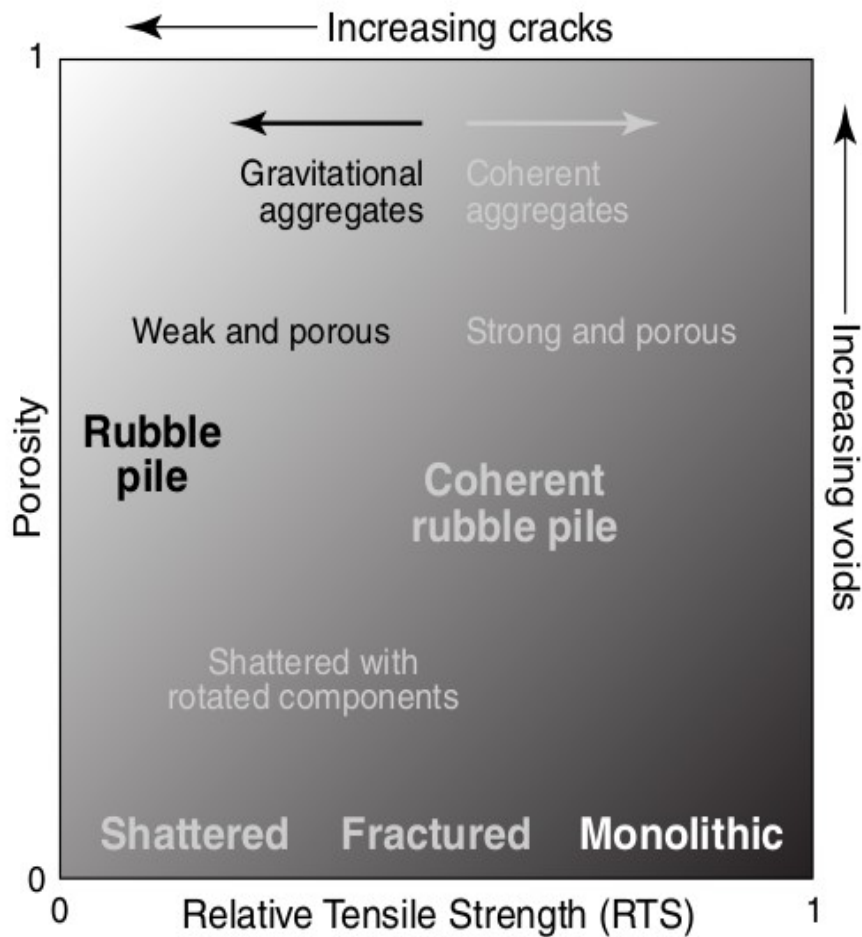 Increasing cracks
1
Gravitational
aggregates
Coherent
aggregates
Weak and porous
Strong and porous
Rubble
pile
Coherent
rubble pile
Shattered with
rotated components
Shattered
Fractured
Monolithic
Porosity
Increasing voids
0
0
Relative Tensile Strength (RTS)
1